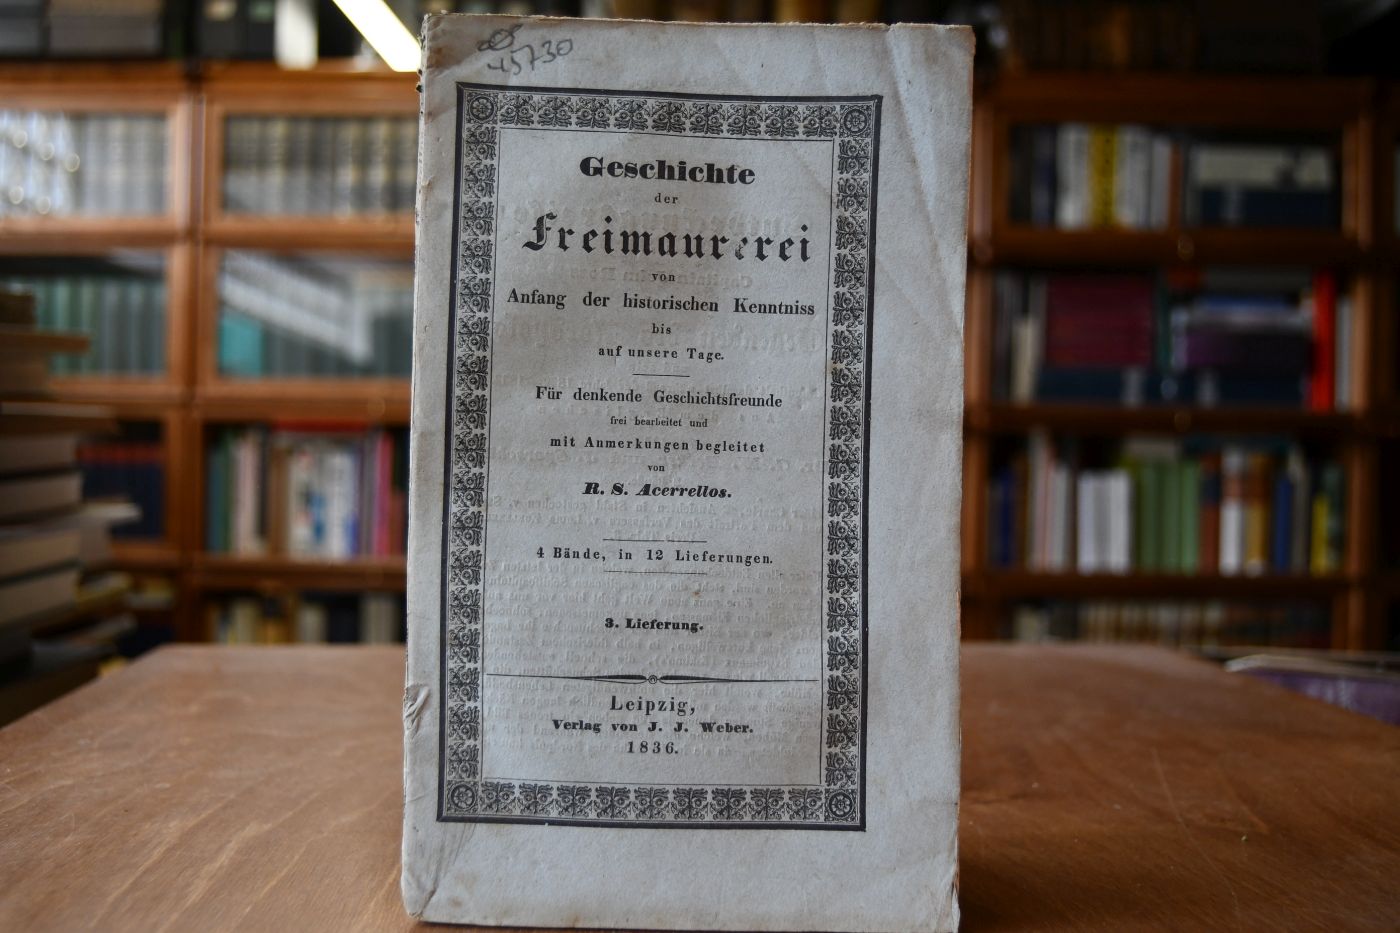 45730
Geschichte
der
Freimaurerei
von
Anfang der historischen Kenntniss
bis
auf unsere Tage.
Für denkende Geschichtsfreunde
frei bearbeitet und
mit Anmerkungen begleitet
von
R. S. Acerrellos.
4 Bände, in 12 Lieferungen.
3. Lieferung.
Leipzig,
Verlag von J. J. Weber.
1836.